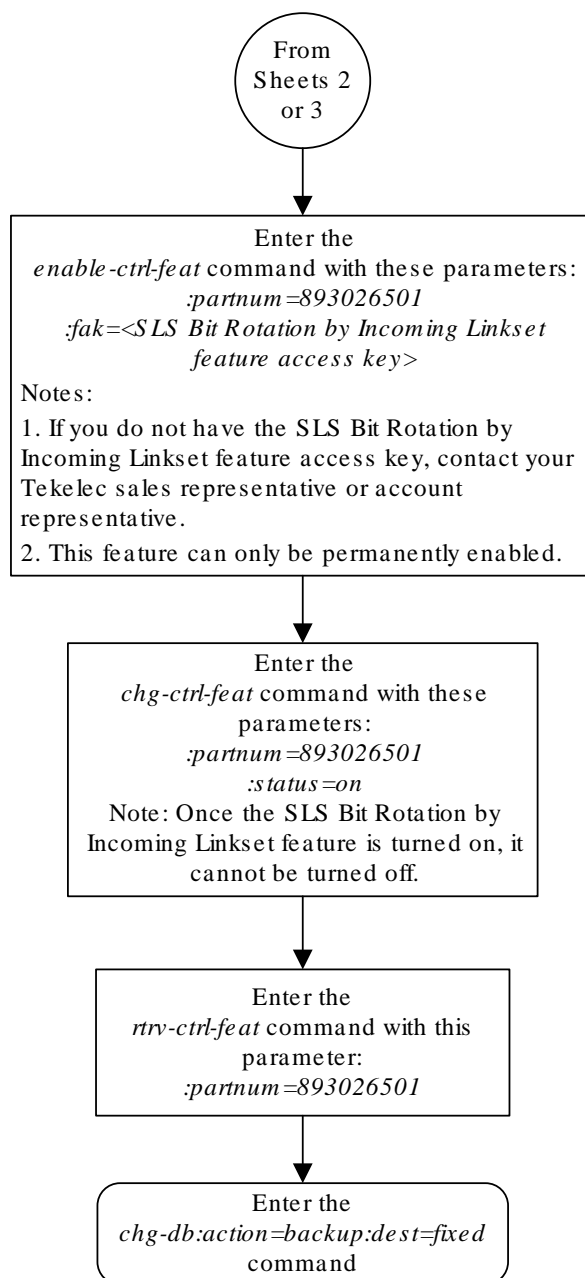 From
Sheets 2
or 3
Enter the
enable-ctrl-feat command with these parameters:
:partnum=893026501
:fak=<SLS Bit Rotation by Incoming Linkset
feature access key>
Notes:
1. If you do not have the SLS Bit Rotation by
Incoming Linkset feature access key, contact your
Tekelec sales representative or account
representative.
2. This feature can only be permanently enabled.
Enter the
chg-ctrl-feat command with these
parameters:
:partnum=893026501
:status=on
Note: Once the SLS Bit Rotation by
Incoming Linkset feature is turned on, it
cannot be turned off.
Enter the
rtrv-ctrl-feat command with this
parameter:
:partnum=893026501
Enter the
chg-db:action=backup:dest=fixed
command